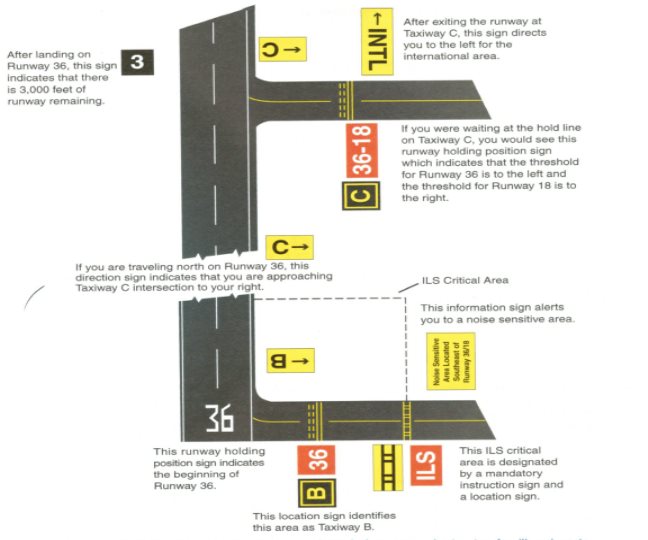 After exiting the runway at
Taxiway C, this sign directs
you to the left for the
international area.
←INTL
C→
After landing on
Runway 36, this sign
indicates that there
is 3,000 feet of
runway remaining.
3
If you were waiting at the hold line
on Taxiway C, you would see this
runway holding position sign
which indicates that the threshold
for Runway 36 is to the left and
the threshold for Runway 18 is to
the right.
36-18
C
C→
If you are traveling north on Runway 36, this
direction sign indicates that you are approaching
Taxiway C intersection to your right.
ILS Critical Area
This information sign alerts
you to a noise sensitive area.
Noise Sensitive
Area Located
Southeast of
Runway 36/18
B→
36
This runway holding
position sign indicates
the beginning of
Runway 36.
36
B
ILS
This ILS critical
area is designated
by a mandatory
instruction sign and
a location sign.
This location sign identifies
this area as Taxiway B.